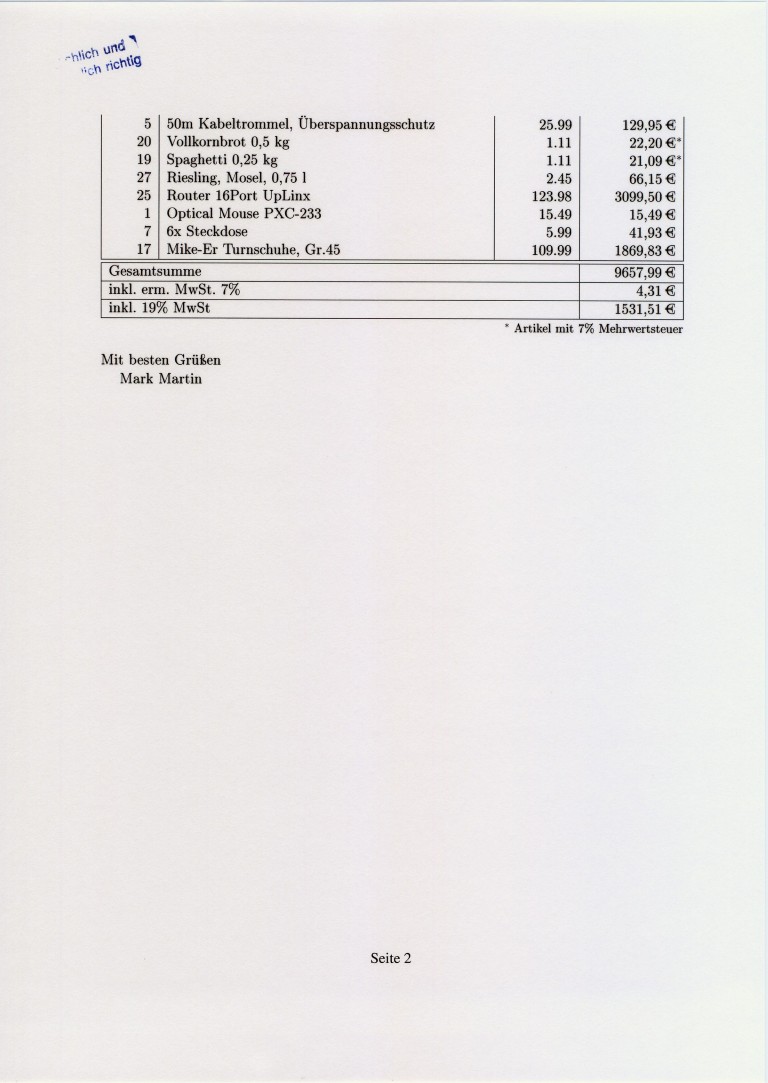 und
richtig
5 50m Kabeltrommel, Überspannungsschutz 25.99 129,95 €
20 Vollkornbrot 0,5 kg 1.11 22,20 €*
19 Spaghetti 0,25 kg 1.11 21,09 €*
27 Riesling, Mosel, 0,75 l 2.45 66,15 €
25 Router 16Port UpLinx 123.98 3099,50 €
1 Optical Mouse PXC-233 15.49 15,49 €
7 6x Steckdose 5.99 41,93 €
17 Mike-Er Turnschuhe, Gr.45 109.99 1869,83 €
Gesamtsumme 9657,99 €
inkl. erm. MwSt. 7% 4,31 €
inkl. 19% MwSt 1531,51 €
* Artikel mit 7% Mehrwertsteuer
Mit besten Grüßen
Mark Martin
Seite 2